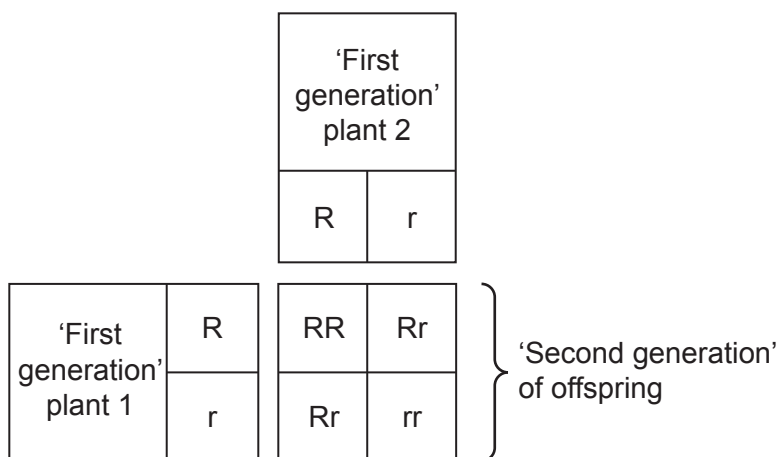 ‘First
generation’
plant 2
R r
‘First
generation’
plant 1
R
r
RR Rr
Rr rr
‘Second generation’
of offspring